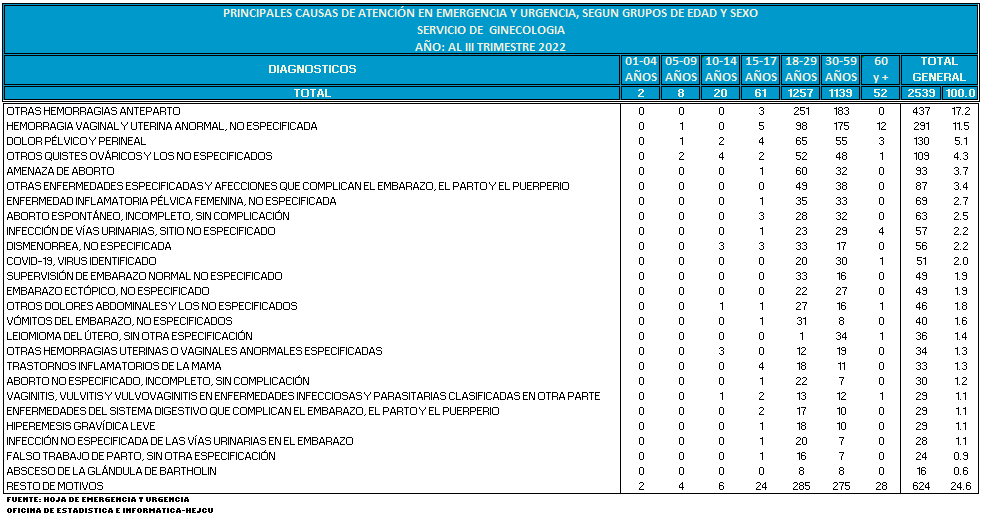 PRINCIPALES CAUSAS DE ATENCIÓN EN EMERGENCIA Y URGENCIA, SEGUN GRUPOS DE EDAD Y SEXO
SERVICIO DE GINECOLOGIA
AÑO: AL III TRIMESTRE 2022
DIAGNOSTICOS 01-04 AÑOS 05-09 AÑOS 10-14 AÑOS 15-17 AÑOS 18-29 AÑOS 30-59 AÑOS 60 y + TOTAL GENERAL
TOTAL 2 8 20 61 1257 1139 52 2539 100.0
OTRAS HEMORRAGIAS ANTEPARTO 0 0 0 3 251 183 0 437 17.2
HEMORRAGIA VAGINAL Y UTERINA ANORMAL, NO ESPECIFICADA 0 1 0 5 98 175 12 291 11.5
DOLOR PÉLVICO Y PERINEAL 0 1 2 4 65 55 3 130 5.1
OTROS QUISTES OVÁRICOS Y LOS NO ESPECIFICADOS 0 2 4 2 52 48 1 109 4.3
AMENAZA DE ABORTO 0 0 0 1 60 32 0 93 3.7
OTRAS ENFERMEDADES ESPECIFICADAS Y AFECCIONES QUE COMPLICAN EL EMBARAZO, EL PARTO Y EL PUERPERIO 0 0 0 0 49 38 0 87 3.4
ENFERMEDAD INFLAMATORIA PÉLVICA FEMENINA, NO ESPECIFICADA 0 0 0 1 35 33 0 69 2.7
ABORTO ESPONTÁNEO, INCOMPLETO, SIN COMPLICACIÓN 0 0 0 3 28 32 0 63 2.5
INFECCIÓN DE VÍAS URINARIAS, SITIO NO ESPECIFICADO 0 0 0 1 23 29 4 57 2.2
DISMENORREA, NO ESPECIFICADA 0 0 3 3 33 17 0 56 2.2
COVID-19, VIRUS IDENTIFICADO 0 0 0 0 20 30 1 51 2.0
SUPERVISIÓN DE EMBARAZO NORMAL NO ESPECIFICADO 0 0 0 0 33 16 0 49 1.9
EMBARAZO ECTÓPICO, NO ESPECIFICADO 0 0 0 0 22 27 0 49 1.9
OTROS DOLORES ABDOMINALES Y LOS NO ESPECIFICADOS 0 0 1 1 27 16 1 46 1.8
VÓMITOS DEL EMBARAZO, NO ESPECIFICADOS 0 0 0 1 31 8 0 40 1.6
LEIOMIOMA DEL ÚTERO, SIN OTRA ESPECIFICACIÓN 0 0 0 0 1 34 1 36 1.4
OTRAS HEMORRAGIAS UTERINAS O VAGINALES ANORMALES ESPECIFICADAS 0 0 3 0 12 19 0 34 1.3
TRASTORNOS INFLAMATORIOS DE LA MAMA 0 0 0 4 18 11 0 33 1.3
ABORTO NO ESPECIFICADO, INCOMPLETO, SIN COMPLICACIÓN 0 0 0 1 22 7 0 30 1.2
VAGINITIS, VULVITIS Y VULVOVAGINITIS EN ENFERMEDADES INFECCIOSAS Y PARASITARIAS CLASIFICADAS EN OTRA PARTE 0 0 1 2 13 12 1 29 1.1
ENFERMEDADES DEL SISTEMA DIGESTIVO QUE COMPLICAN EL EMBARAZO, EL PARTO Y EL PUERPERIO 0 0 0 2 17 10 0 29 1.1
HIPEREMESIS GRAVÍDICA LEVE 0 0 0 1 18 10 0 29 1.1
INFECCIÓN NO ESPECIFICADA DE LAS VÍAS URINARIAS EN EL EMBARAZO 0 0 0 1 20 7 0 28 1.1
FALSO TRABAJO DE PARTO, SIN OTRA ESPECIFICACIÓN 0 0 0 1 16 7 0 24 0.9
ABSCESO DE LA GLÁNDULA DE BARTHOLIN 0 0 0 0 8 8 0 16 0.6
RESTO DE MOTIVOS 2 4 6 24 285 275 28 624 24.6
FUENTE: HOJA DE EMERGENCIA Y URGENCIA
OFICINA DE ESTADISTICA E INFORMATICA-HEJCU